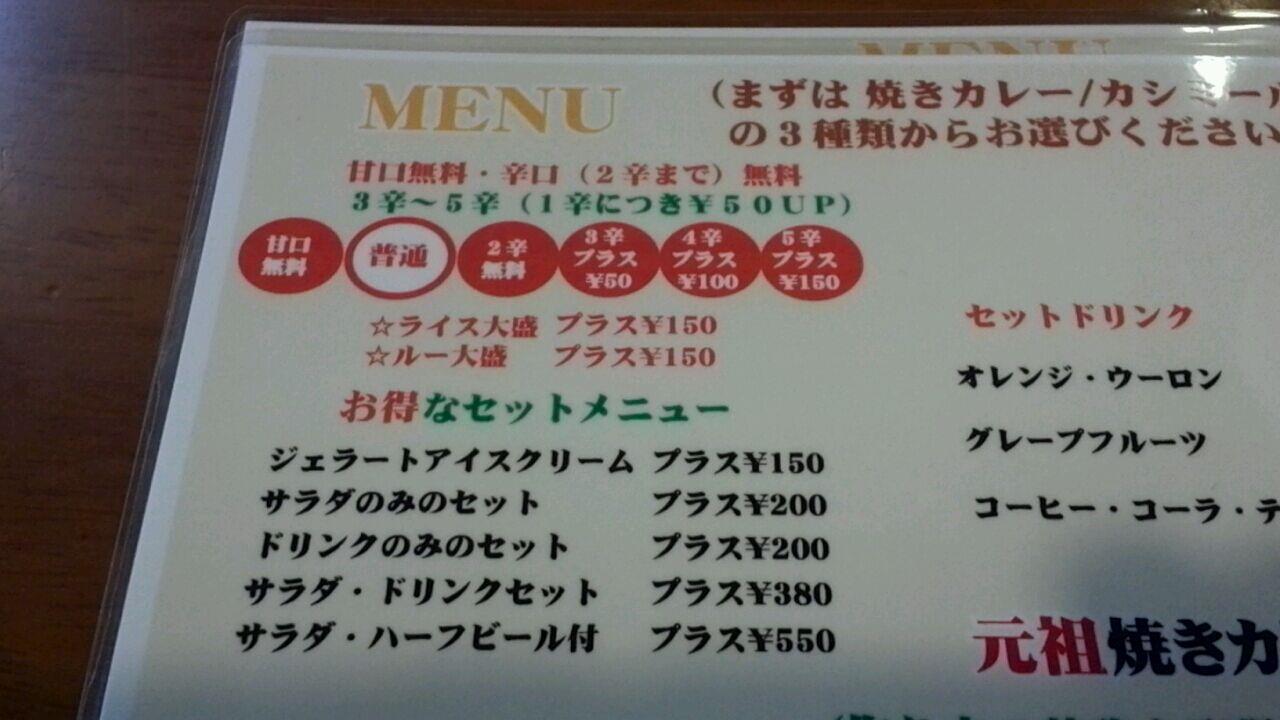 MENU
MENU
（まずは 焼きカレー/カシミール
の３種類からお選びください
甘口無料・辛口（２辛まで）無料
３辛～５辛（１辛につき¥５０UP）
甘口
無料
普通
２辛
無料
３辛
プラス
¥50
４辛
プラス
¥100
５辛
プラス
¥150
☆ライス大盛 プラス¥150
☆ルー大盛 プラス¥150
お得なセットメニュー
ジェラートアイスクリーム プラス¥150
サラダのみのセット プラス¥200
ドリンクのみのセット プラス¥200
サラダ・ドリンクセット プラス¥380
サラダ・ハーフビール付 プラス¥550
セットドリンク
オレンジ・ウーロン
グレープフルーツ
コーヒー・コーラ・テ
元祖焼きカ